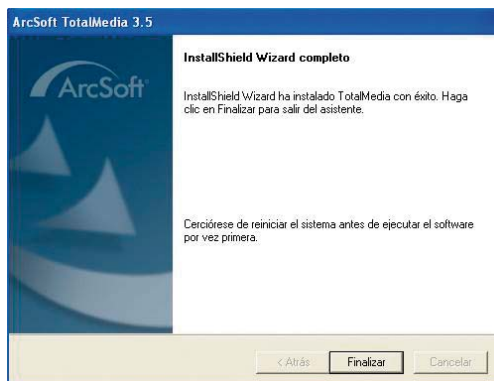 ArcSoft TotalMedia 3.5
ArcSoft
InstallShield Wizard completo
InstallShield Wizard ha instalado TotalMedia con éxito. Haga
clic en Finalizar para salir del asistente.
Cerciórese de reiniciar el sistema antes de ejecutar el software
por vez primera.
< Atrás
Finalizar
Cancelar